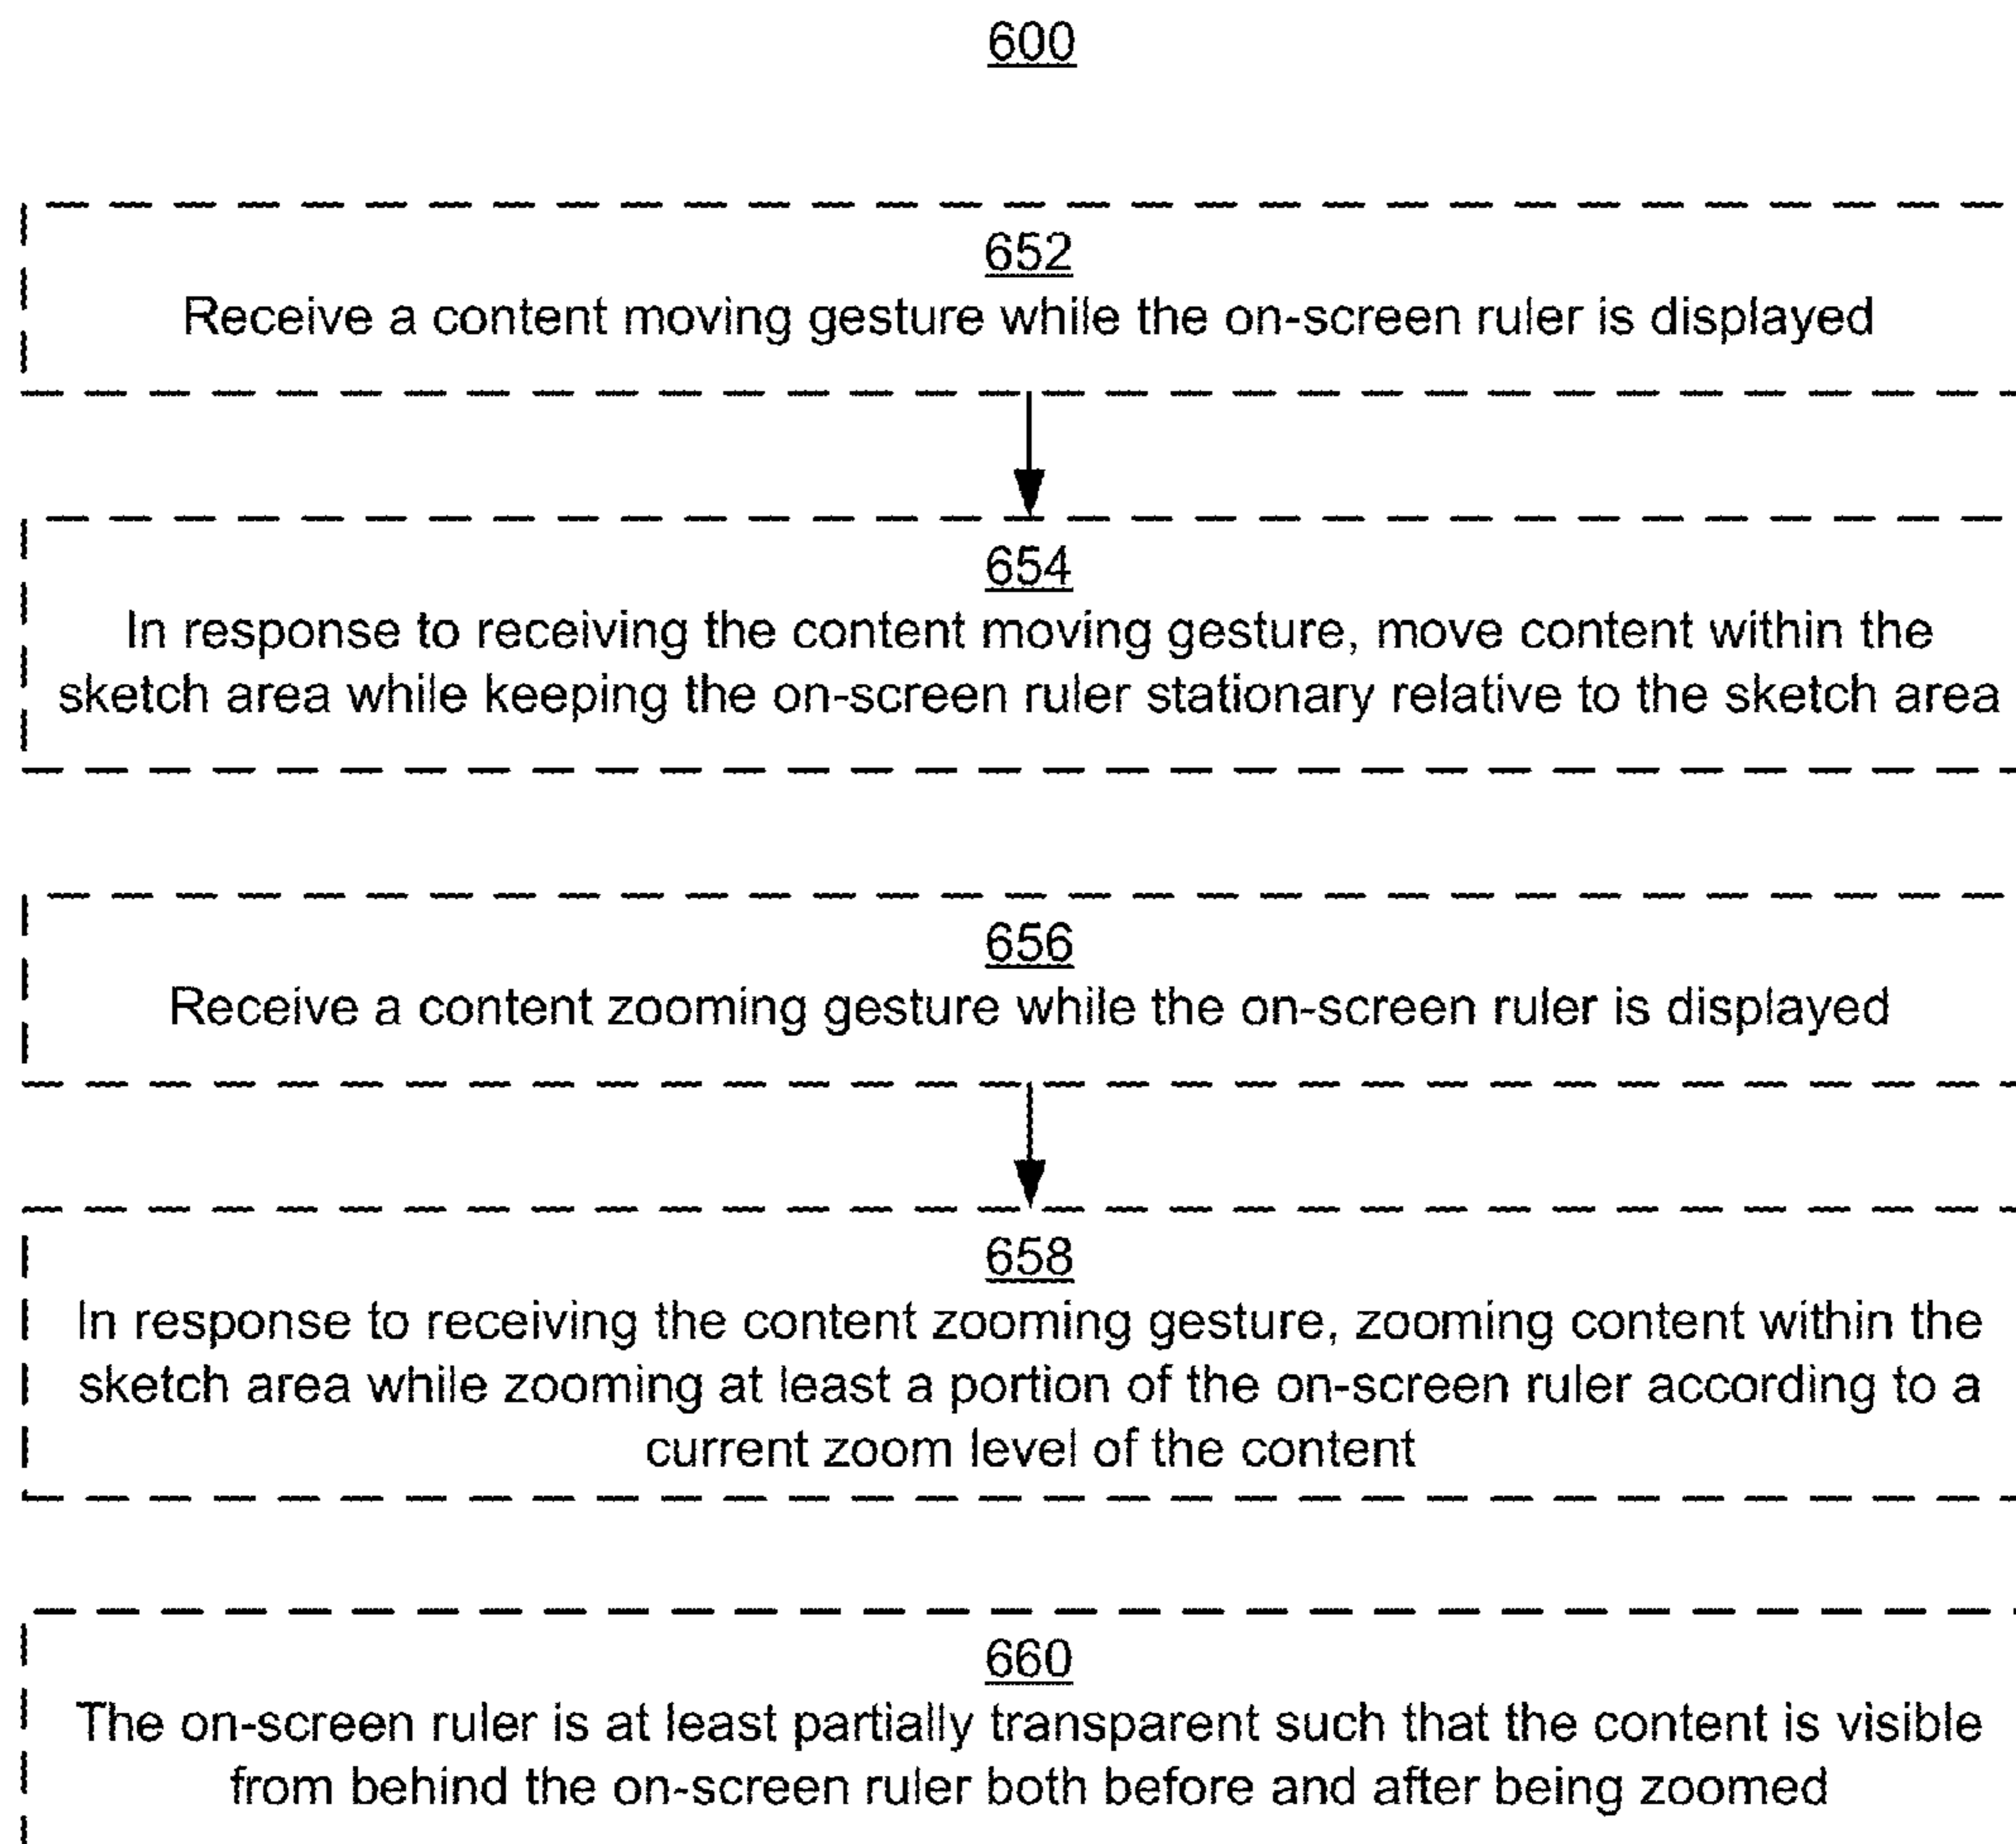 600
652
Receive a content moving gesture while the on-screen ruler is displayed
654
In response to receiving the content moving gesture, move content within the
sketch area while keeping the on-screen ruler stationary relative to the sketch area
656
Receive a content zooming gesture while the on-screen ruler is displayed
658
In response to receiving the content zooming gesture, zooming content within the
sketch area while zooming at least a portion of the on-screen ruler according to a
current zoom level of the content
660
The on-screen ruler is at least partially transparent such that the content is visible
from behind the on-screen ruler both before and after being zoomed